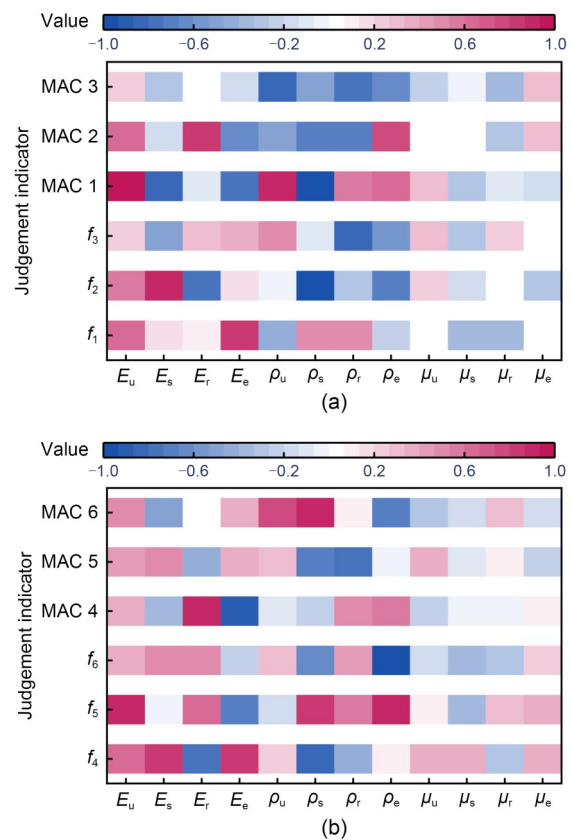 Value
−1.0 −0.6 −0.2 0.2 0.6 1.0
Judgement indicator
MAC 3
MAC 2
MAC 1
f₃
f₂
f₁
Eᵤ Eₛ Eᵣ Eₑ ρᵤ ρₛ ρᵣ ρₑ μᵤ μₛ μᵣ μₑ
(a)
Value
−1.0 −0.6 −0.2 0.2 0.6 1.0
Judgement indicator
MAC 6
MAC 5
MAC 4
f₆
f₅
f₄
Eᵤ Eₛ Eᵣ Eₑ ρᵤ ρₛ ρᵣ ρₑ μᵤ μₛ μᵣ μₑ
(b)